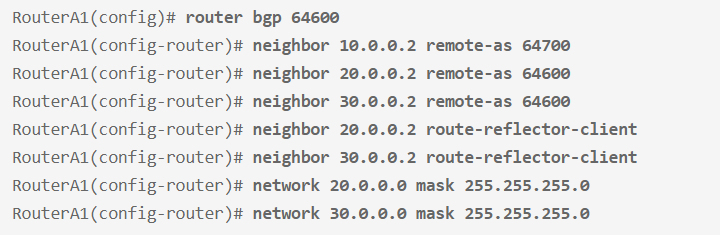 RouterA1(config)# router bgp 64600
RouterA1(config-router)# neighbor 10.0.0.2 remote-as 64700
RouterA1(config-router)# neighbor 20.0.0.2 remote-as 64600
RouterA1(config-router)# neighbor 30.0.0.2 remote-as 64600
RouterA1(config-router)# neighbor 20.0.0.2 route-reflector-client
RouterA1(config-router)# neighbor 30.0.0.2 route-reflector-client
RouterA1(config-router)# network 20.0.0.0 mask 255.255.255.0
RouterA1(config-router)# network 30.0.0.0 mask 255.255.255.0